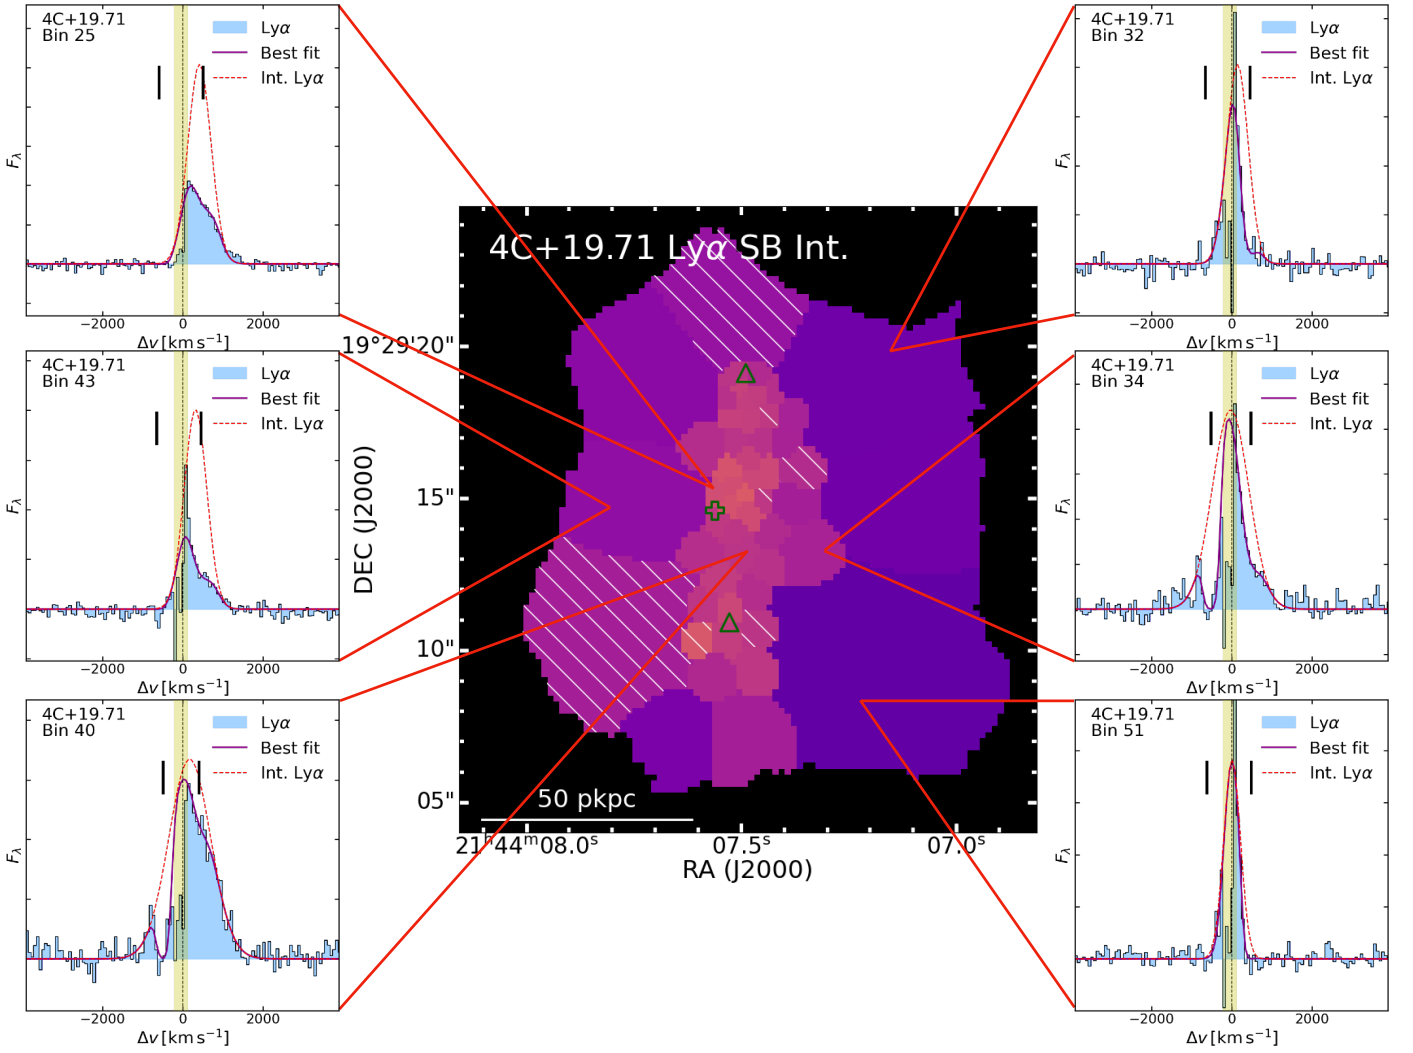 4C+19.71
Bin 25
Lyα
Best fit
Int. Lyα
Fλ
−2000
0
2000
Δv [km s⁻¹]
4C+19.71
Bin 43
Lyα
Best fit
Int. Lyα
Fλ
−2000
0
2000
Δv [km s⁻¹]
4C+19.71
Bin 40
Lyα
Best fit
Int. Lyα
Fλ
−2000
0
2000
Δv [km s⁻¹]
4C+19.71 Lyα SB Int.
19°29'20"
15"
10"
05"
DEC (J2000)
50 pkpc
21ʰ44ᵐ08.0ˢ
07.5ˢ
07.0ˢ
RA (J2000)
4C+19.71
Bin 32
Lyα
Best fit
Int. Lyα
Fλ
−2000
0
2000
Δv [km s⁻¹]
4C+19.71
Bin 34
Lyα
Best fit
Int. Lyα
Fλ
−2000
0
2000
Δv [km s⁻¹]
4C+19.71
Bin 51
Lyα
Best fit
Int. Lyα
Fλ
−2000
0
2000
Δv [km s⁻¹]